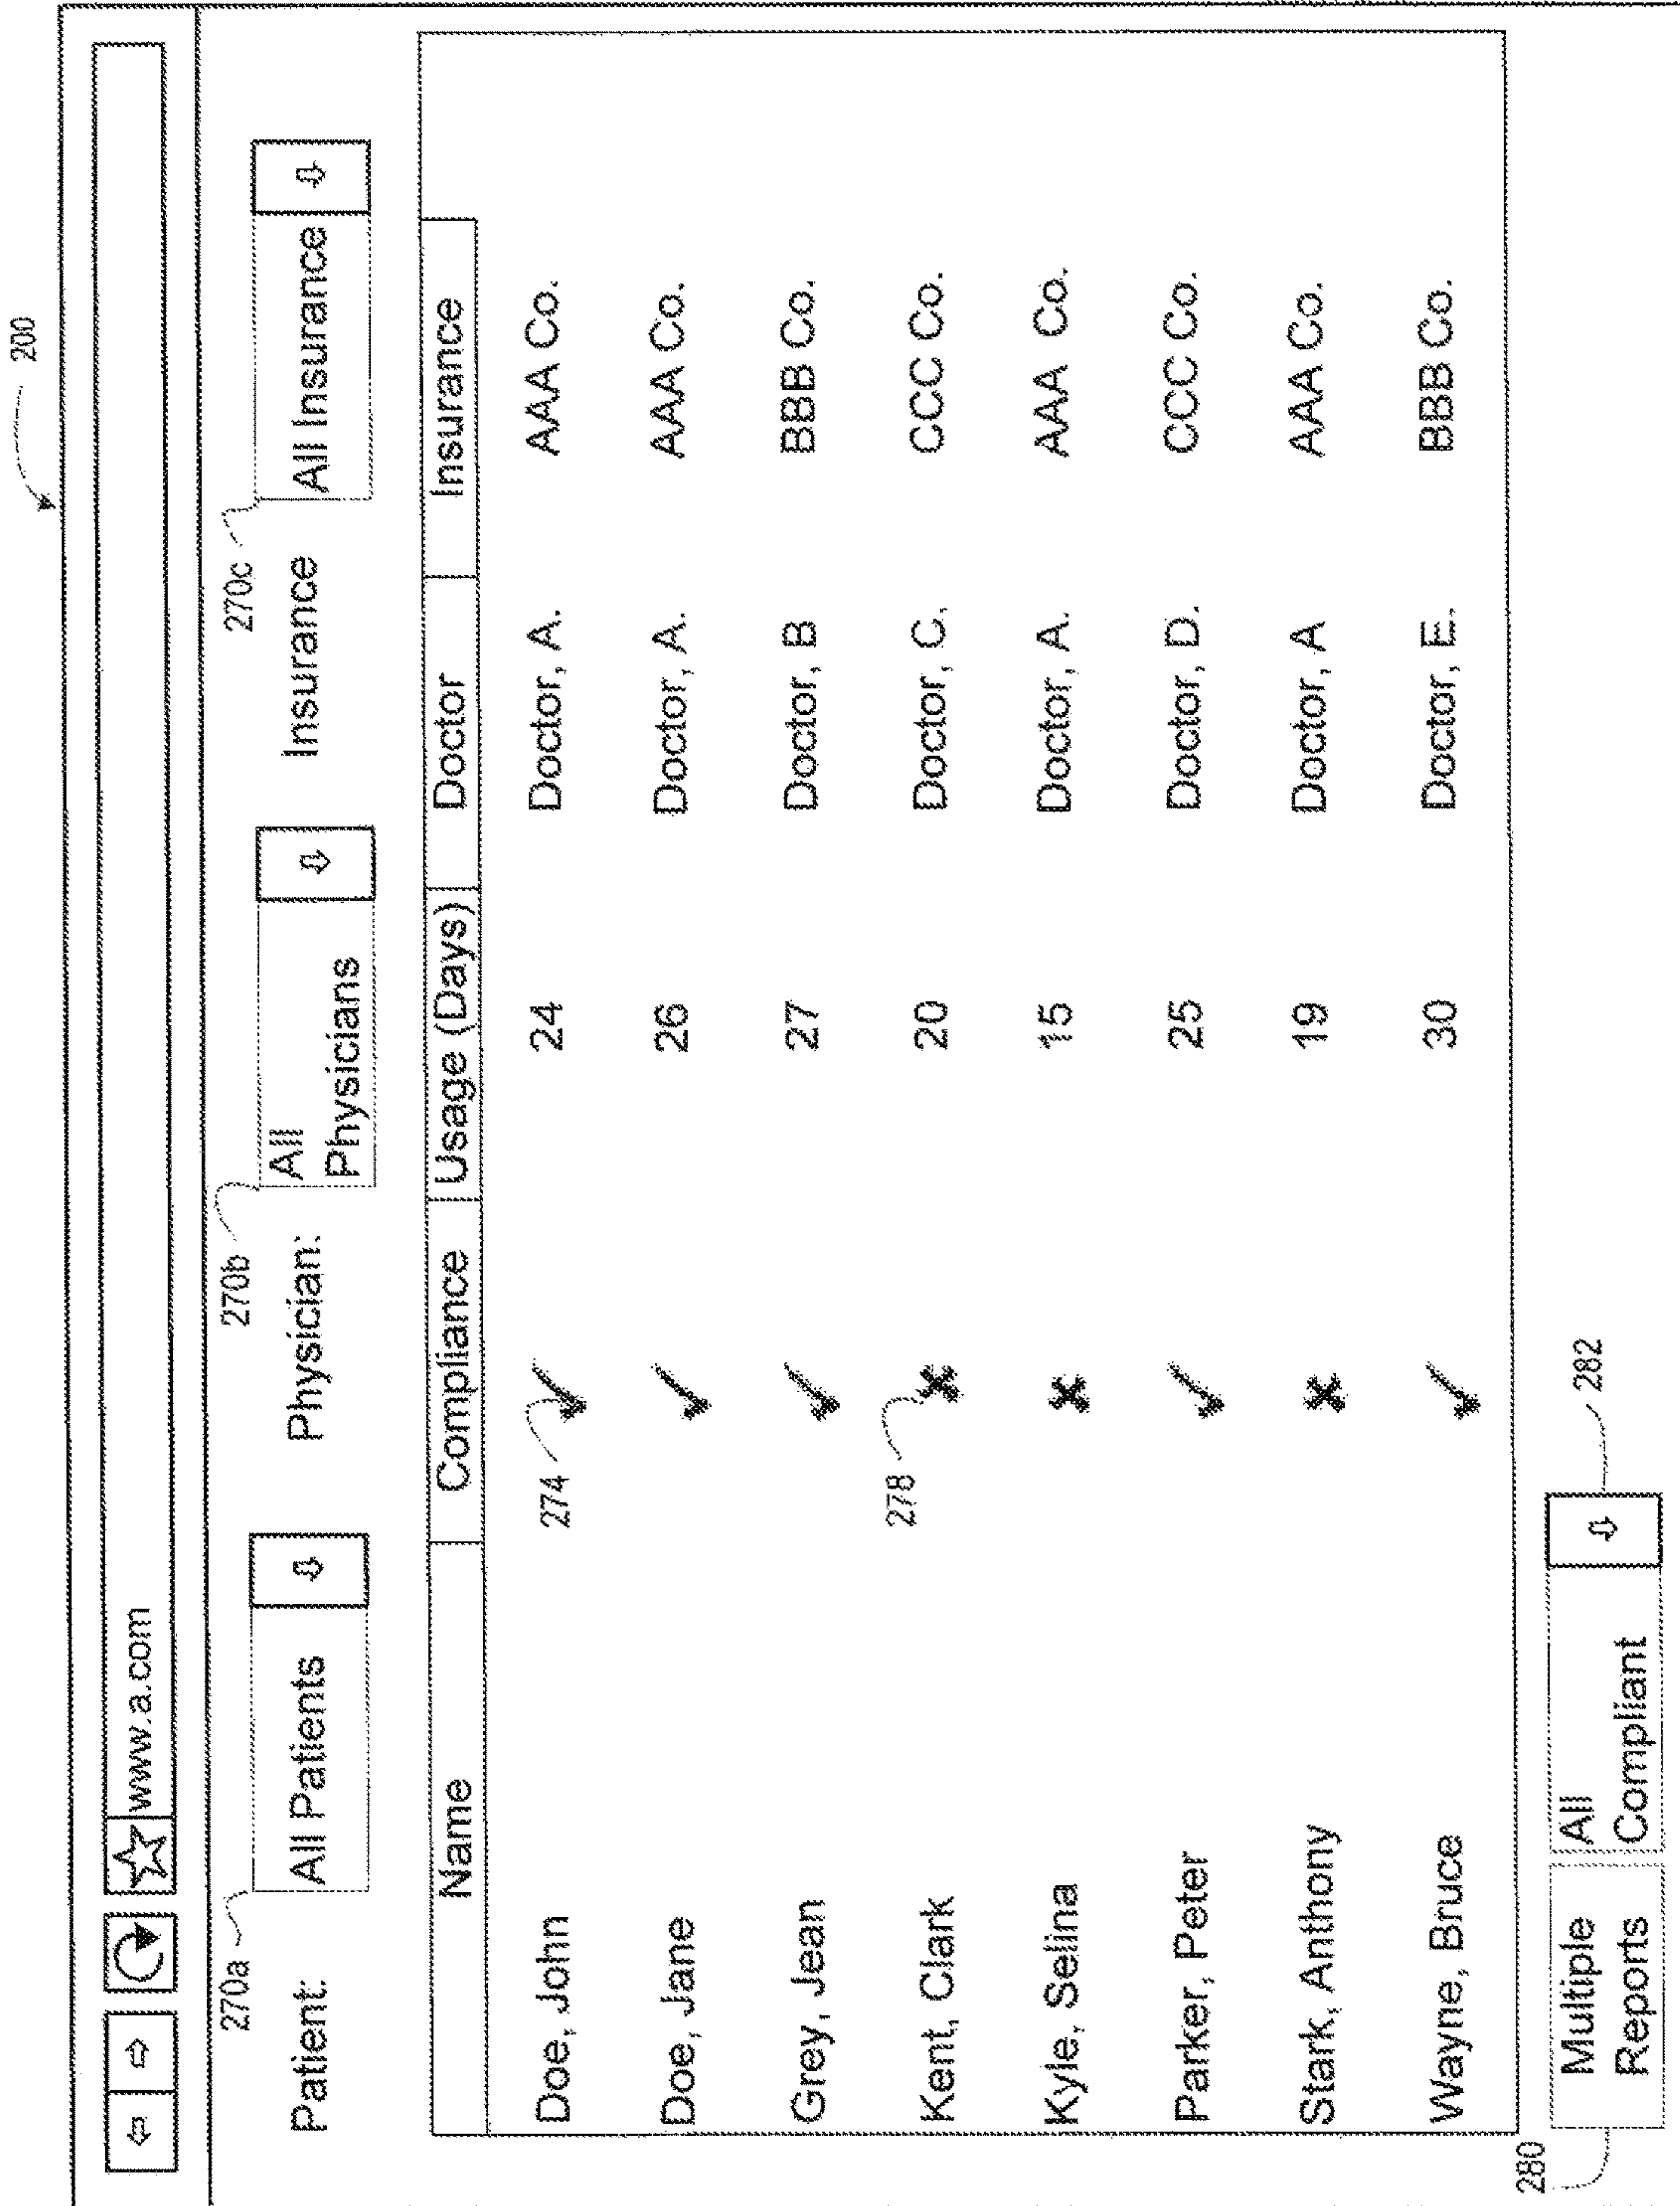 200
www.a.com
270a
270b
270c
Patient: All Patients Physician: All Physicians Insurance All Insurance
Name Compliance Usage (Days) Doctor Insurance
274
Doe, John 24 Doctor, A. AAA Co.
Doe, Jane 26 Doctor, A. AAA Co.
Grey, Jean 27 Doctor, B BBB Co.
278
Kent, Clark 20 Doctor, C. CCC Co.
Kyle, Selina 15 Doctor, A. AAA Co.
Parker, Peter 25 Doctor, D. CCC Co.
Stark, Anthony 19 Doctor, A AAA Co.
Wayne, Bruce 30 Doctor, E. BBB Co.
280
Multiple Reports
All Compliant
282